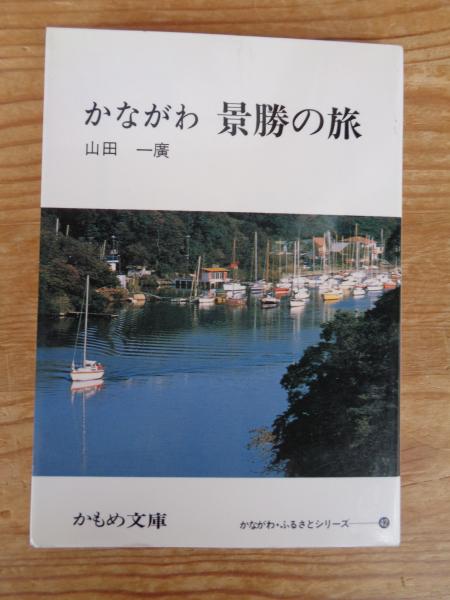 かながわ 景勝の旅
山田 一廣
かもめ文庫
かながわ・ふるさとシリーズ――42